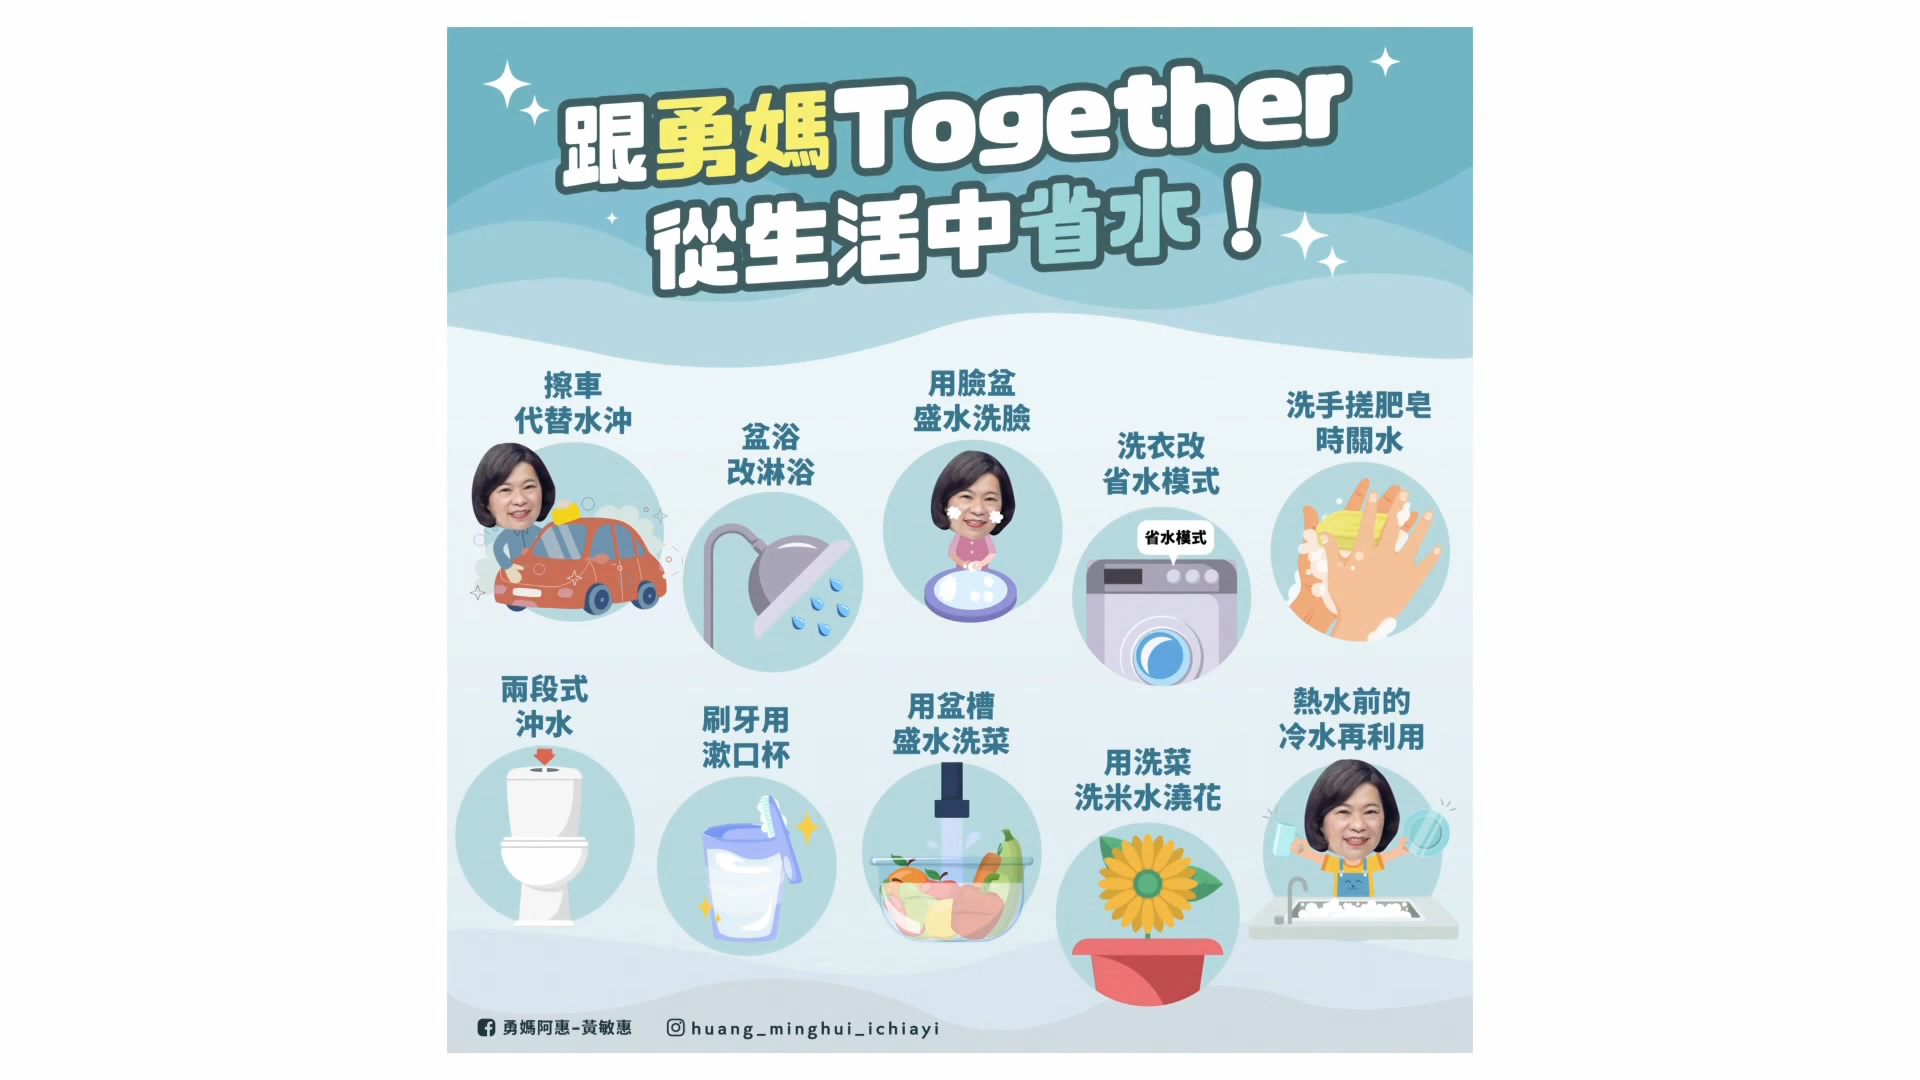 跟勇媽Together
從生活中省水！
擦車
代替水沖
盆浴
改淋浴
用臉盆
盛水洗臉
洗衣改
省水模式
省水模式
洗手搓肥皂
時關水
兩段式
沖水
刷牙用
漱口杯
用盆槽
盛水洗菜
用洗菜
洗米水澆花
熱水前的
冷水再利用
勇媽阿惠-黃敏惠
huang_minghui_ichiayi